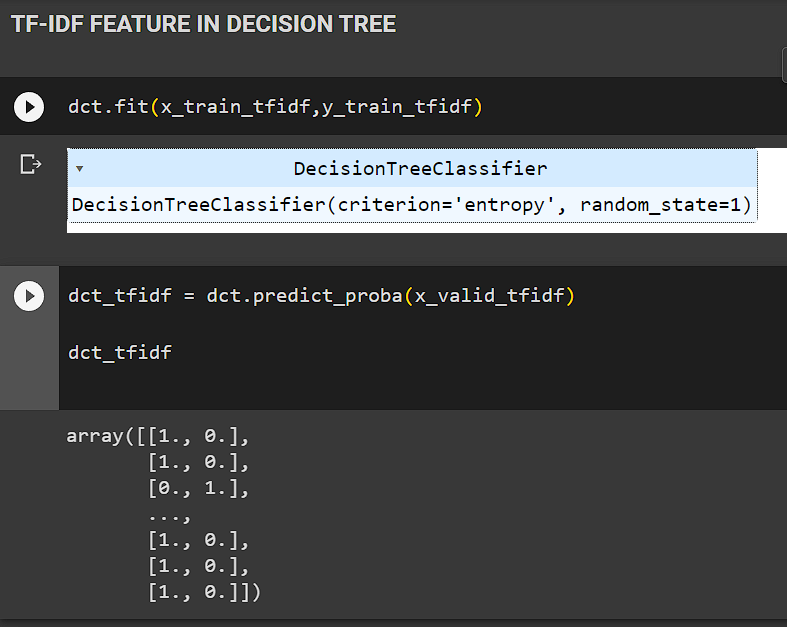 TF-IDF FEATURE IN DECISION TREE
dct.fit(x_train_tfidf,y_train_tfidf)
DecisionTreeClassifier
DecisionTreeClassifier(criterion='entropy', random_state=1)
dct_tfidf = dct.predict_proba(x_valid_tfidf)
dct_tfidf
array([[1., 0.],
       [1., 0.],
       [0., 1.],
       ...,
       [1., 0.],
       [1., 0.],
       [1., 0.]])